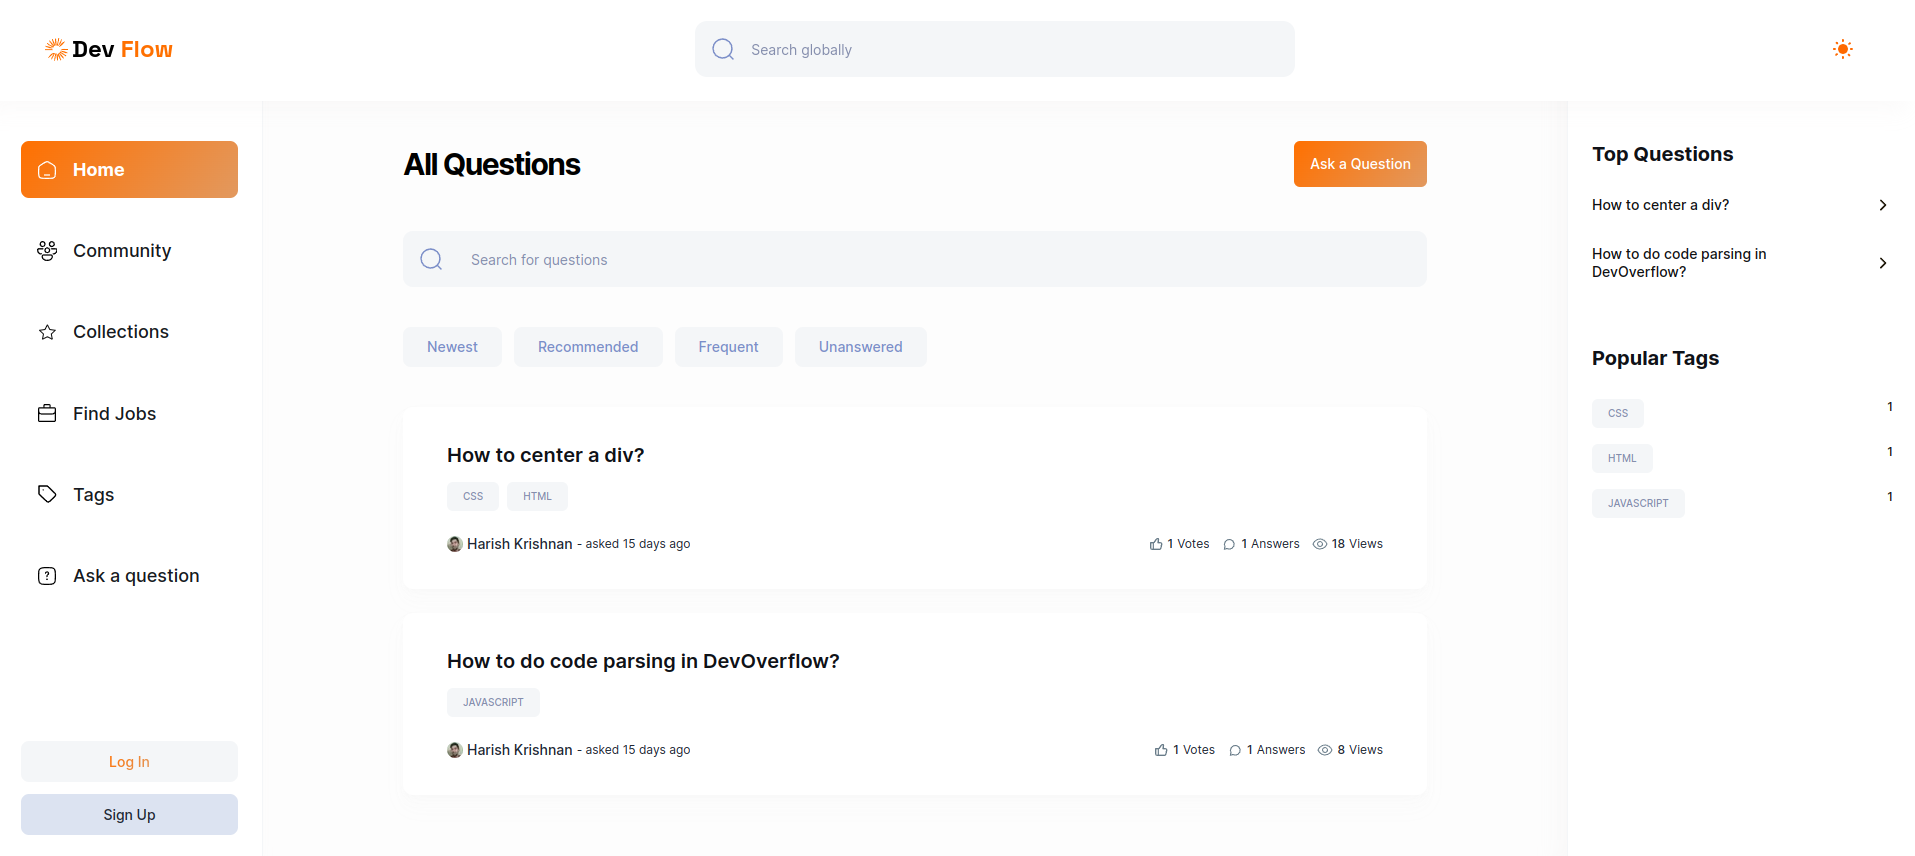 Dev Flow
Search globally
Home
Community
Collections
Find Jobs
Tags
Ask a question
Log In
Sign Up
All Questions
Ask a Question
Search for questions
Newest Recommended Frequent Unanswered
How to center a div?
CSS HTML
Harish Krishnan - asked 15 days ago 1 Votes 1 Answers 18 Views
How to do code parsing in DevOverflow?
JAVASCRIPT
Harish Krishnan - asked 15 days ago 1 Votes 1 Answers 8 Views
Top Questions
How to center a div?
How to do code parsing in
DevOverflow?
Popular Tags
CSS 1
HTML 1
JAVASCRIPT 1